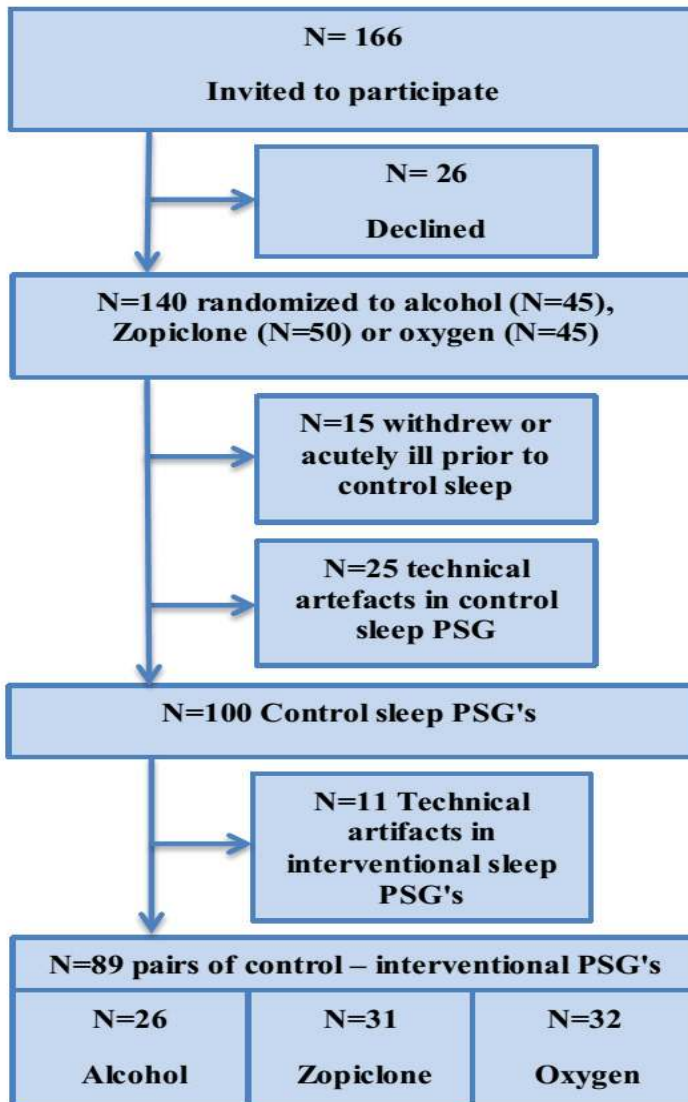 N= 166
Invited to participate
N= 26
Declined
N=140 randomized to alcohol (N=45),
Zopiclone (N=50) or oxygen (N=45)
N=15 withdrew or
acutely ill prior to
control sleep
N=25 technical
artefacts in control
sleep PSG
N=100 Control sleep PSG's
N=11 Technical
artifacts in
interventional sleep
PSG's
N=89 pairs of control – interventional PSG's
N=26
Alcohol
N=31
Zopiclone
N=32
Oxygen